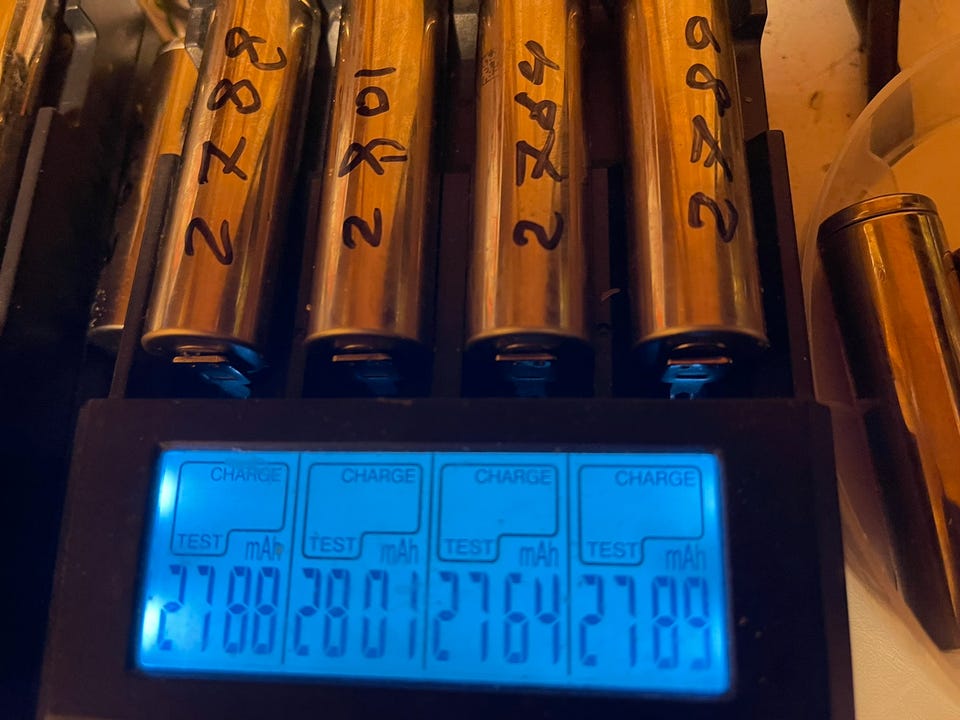 2788
2801
2764
2789
CHARGE CHARGE CHARGE CHARGE
TEST TEST TEST TEST
mAh mAh mAh mAh
2788 2801 2764 2789